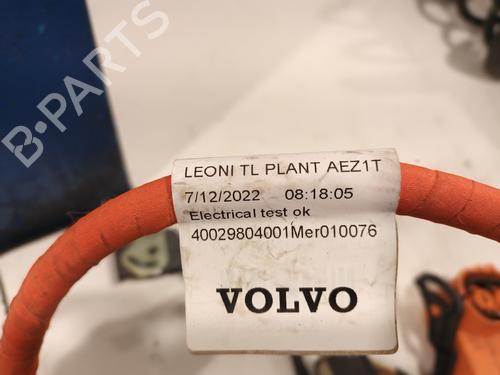 B-PARTS
LEONI TL PLANT AEZ1T
7/12/2022 08:18:05
Electrical test ok
40029804001Mer010076
VOLVO